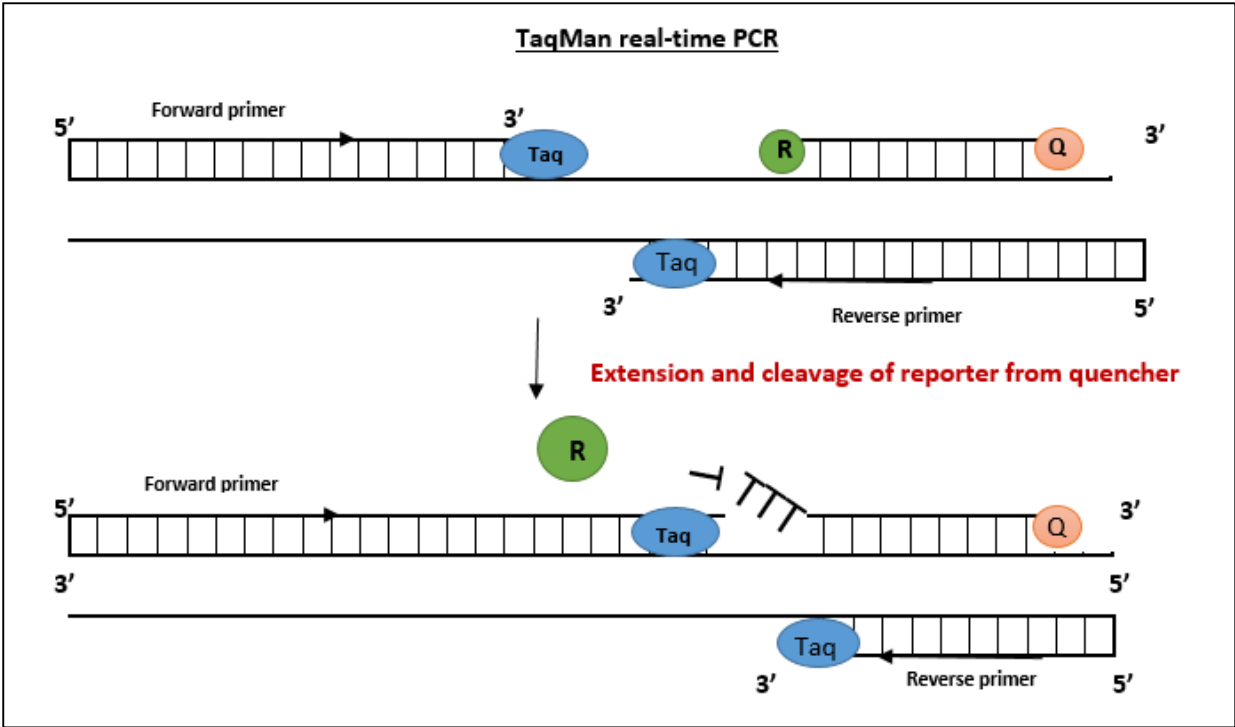 TaqMan real-time PCR
Forward primer
5’ 3’ 3’
Taq R Q
Taq
3’ 5’
Reverse primer
Extension and cleavage of reporter from quencher
R
Forward primer
5’ 3’
Taq Q
3’ 5’
Taq
3’ Reverse primer 5’